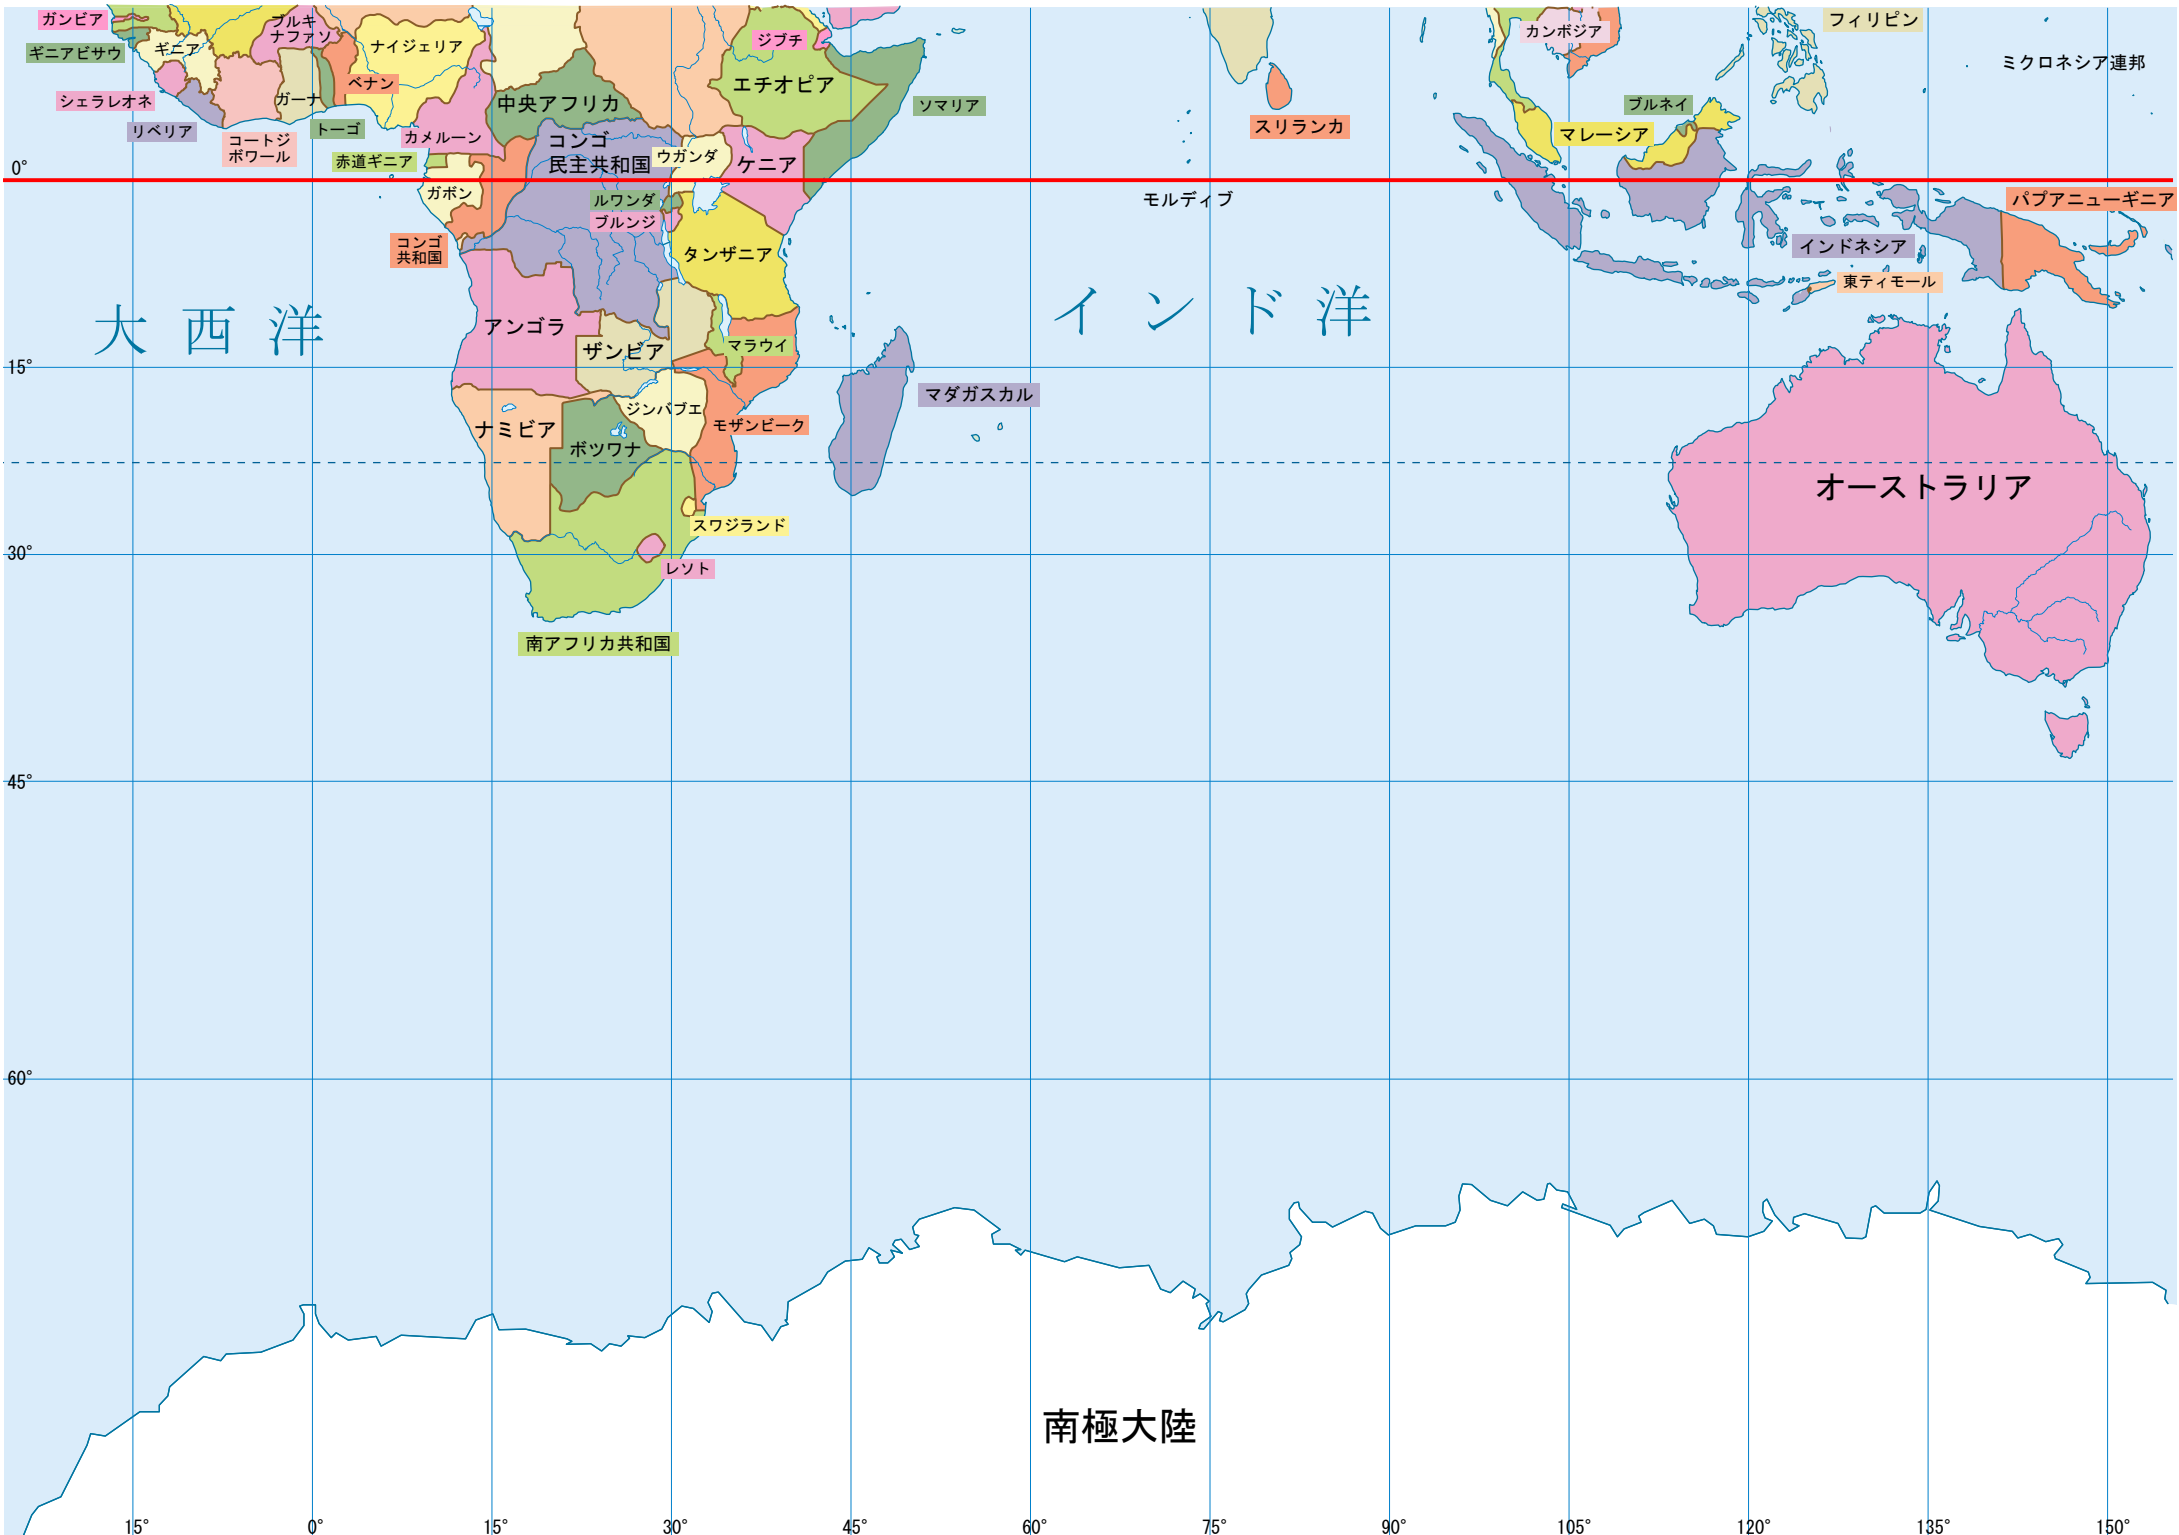 ガンビア
ブルキ
ナファソ
ナイジェリア
ジブチ
カンボジア
フィリピン
ギニアビサウ
ギニア
ミクロネシア連邦
シェラレオネ
ガーナ
ベナン
中央アフリカ
エチオピア
ソマリア
ブルネイ
リベリア
コートジ
ボワール
トーゴ
カメルーン
コンゴ
民主共和国
ウガンダ
ケニア
スリランカ
マレーシア
0°
赤道ギニア
ガボン
ルワンダ
ブルンジ
モルディブ
パプアニューギニア
コンゴ
共和国
タンザニア
インドネシア
東ティモール
大西洋
アンゴラ
インド洋
ザンビア
マラウイ
15°
マダガスカル
ジンバブエ
ナミビア
ボツワナ
モザンビーク
オーストラリア
スワジランド
30°
レソト
南アフリカ共和国
45°
60°
南極大陸
15°
0°
15°
30°
45°
60°
75°
90°
105°
120°
135°
150°